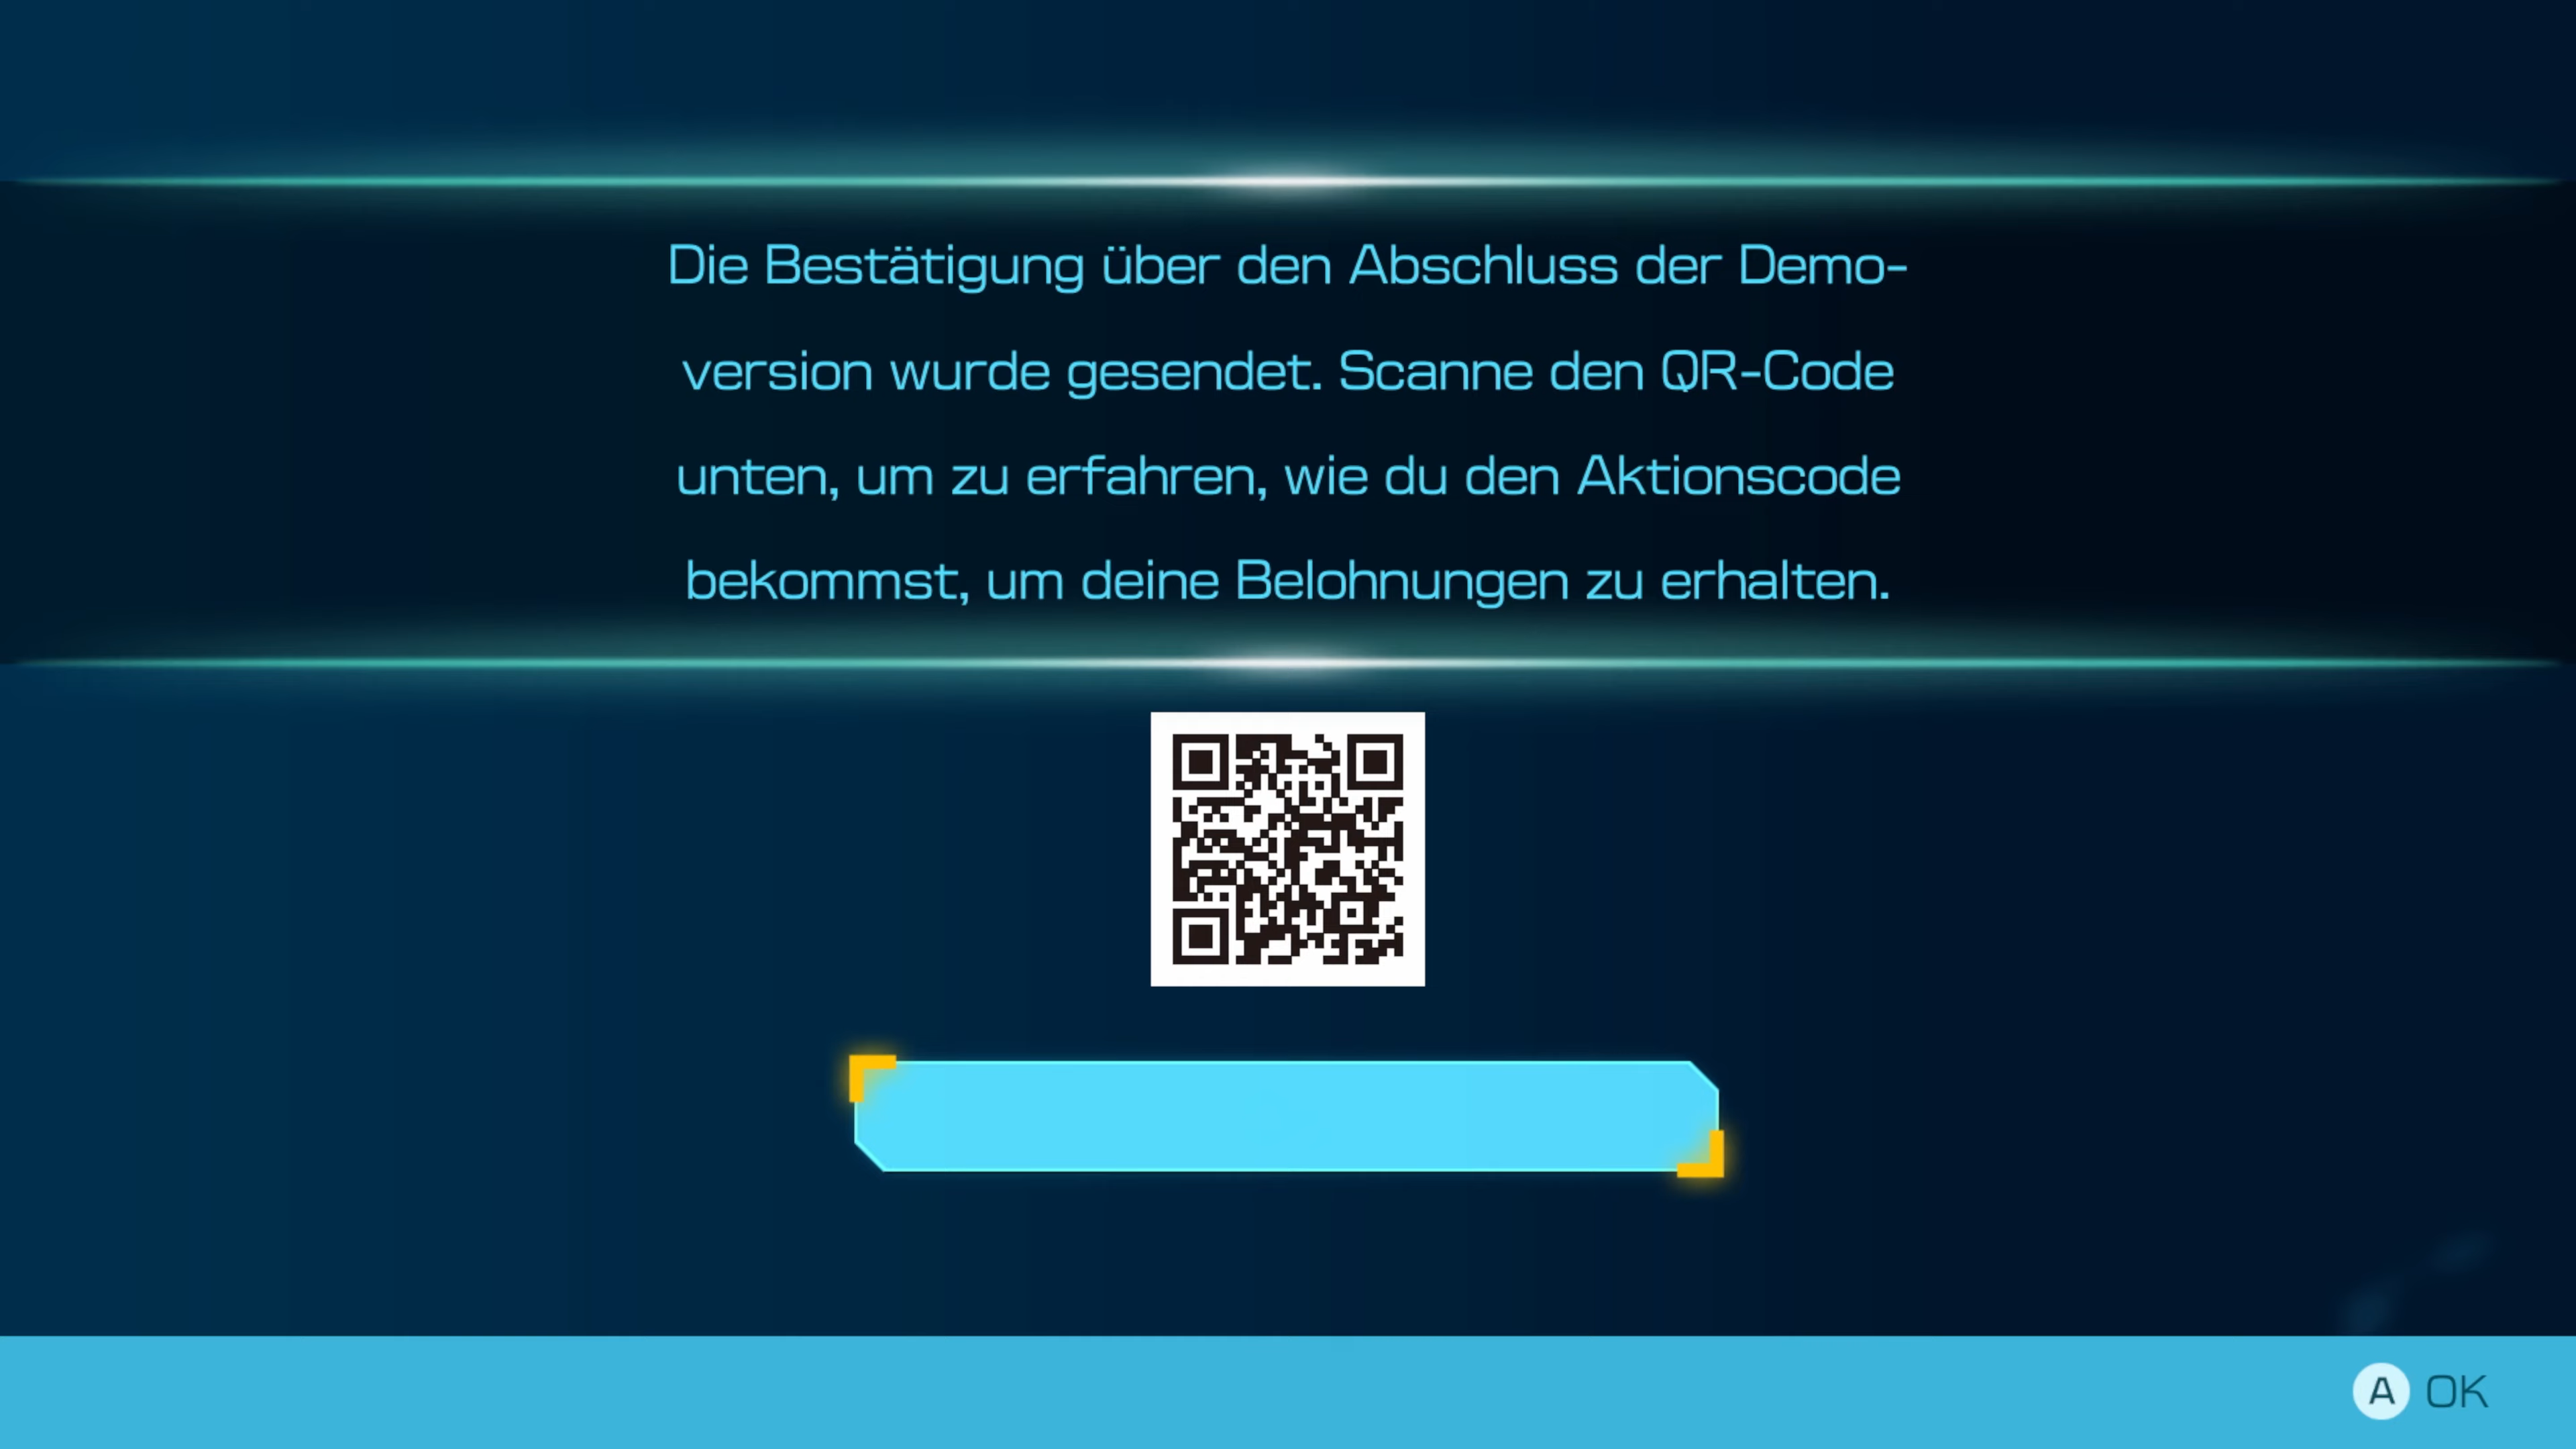 Die Bestätigung über den Abschluss der Demo-
version wurde gesendet. Scanne den QR-Code
unten, um zu erfahren, wie du den Aktionscode
bekommst, um deine Belohnungen zu erhalten.
A OK